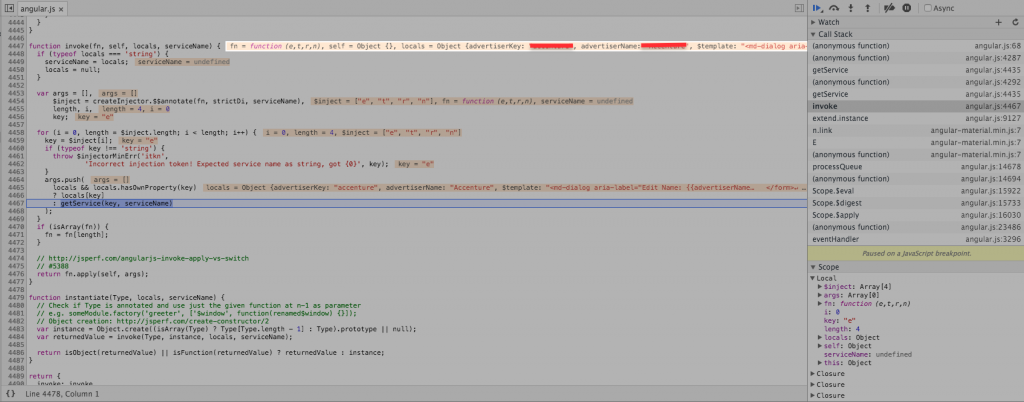 angular.js ×
4444 }
4445 }
4446
4447 function invoke(fn, self, locals, serviceName) { fn = function (e,t,r,n), self = Object {}, locals = Object {advertiserKey: , advertiserName: , $template: "<md-dialog aria-
4448 if (typeof locals === 'string') {
4449 serviceName = locals; serviceName = undefined
4450 locals = null;
4451 }
4452
4453 var args = [], args = []
4454 $inject = createInjector.$$annotate(fn, strictDi, serviceName), $inject = ["e", "t", "r", "n"], fn = function (e,t,r,n), serviceName = undefined
4455 length, i, length = 4, i = 0
4456 key; key = "e"
4457
4458 for (i = 0, length = $inject.length; i < length; i++) { i = 0, length = 4, $inject = ["e", "t", "r", "n"]
4459 key = $inject[i]; key = "e"
4460 if (typeof key !== 'string') {
4461 throw $injectorMinErr('itkn',
4462 'Incorrect injection token! Expected service name as string, got {0}', key); key = "e"
4463 }
4464 args.push( args = []
4465 locals && locals.hasOwnProperty(key) locals = Object {advertiserKey: "accenture", advertiserName: "Accenture", $template: "<md-dialog aria-label="Edit Name: {{advertiserName… </form>↵ …
4466 ? locals[key]
4467 : getService(key, serviceName)
4468 );
4469 }
4470 if (isArray(fn)) {
4471 fn = fn[length];
4472 }
4473
4474 // http://jsperf.com/angularjs-invoke-apply-vs-switch
4475 // #5388
4476 return fn.apply(self, args);
4477 }
4478
4479 function instantiate(Type, locals, serviceName) {
4480 // Check if Type is annotated and use just the given function at n-1 as parameter
4481 // e.g. someModule.factory('greeter', ['$window', function(renamed$window) {}]);
4482 // Object creation: http://jsperf.com/create-constructor/2
4483 var instance = Object.create((isArray(Type) ? Type[Type.length - 1] : Type).prototype || null);
4484 var returnedValue = invoke(Type, instance, locals, serviceName);
4485
4486 return isObject(returnedValue) || isFunction(returnedValue) ? returnedValue : instance;
4487 }
4488
4489 return {
4490 invoke: invoke,
{} Line 4478, Column 1
Async
Watch
Call Stack
(anonymous function) angular.js:68
(anonymous function) angular.js:4287
getService angular.js:4435
(anonymous function) angular.js:4292
getService angular.js:4435
invoke angular.js:4467
extend.instance angular.js:9127
n.link angular-material.min.js:7
E angular-material.min.js:7
(anonymous function) angular-material.min.js:7
processQueue angular.js:14678
(anonymous function) angular.js:14694
Scope.$eval angular.js:15922
Scope.$digest angular.js:15733
Scope.$apply angular.js:16030
(anonymous function) angular.js:23486
eventHandler angular.js:3296
Paused on a JavaScript breakpoint.
Scope
Local
$inject: Array[4]
args: Array[0]
fn: function (e,t,r,n)
i: 0
key: "e"
length: 4
locals: Object
self: Object
serviceName: undefined
this: Object
Closure
Closure
Closure